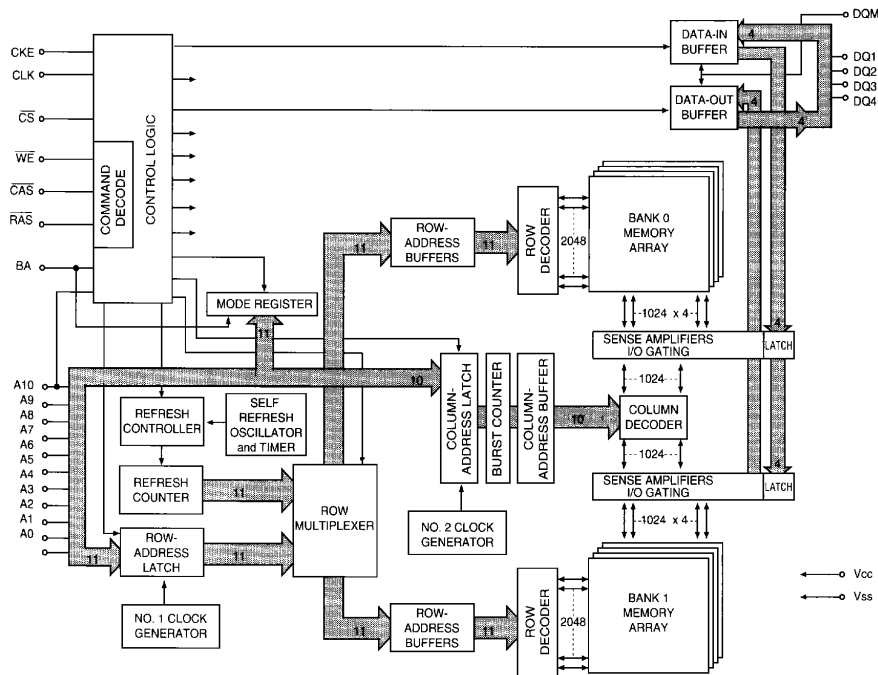 CKE
CLK
CS
WE
CAS
RAS
BA
A10
A9
A8
A7
A6
A5
A4
A3
A2
A1
A0
COMMAND
DECODE
CONTROL LOGIC
MODE REGISTER
11
REFRESH
CONTROLLER
SELF
REFRESH
OSCILLATOR
and TIMER
REFRESH
COUNTER
11
11
ROW-
ADDRESS
LATCH
11
NO. 1 CLOCK
GENERATOR
ROW
MULTIPLEXER
11
ROW-
ADDRESS
BUFFERS
11
ROW
DECODER
2048
BANK 0
MEMORY
ARRAY
1024 x 4
SENSE AMPLIFIERS
I/O GATING
LATCH
1024
10
COLUMN-
ADDRESS LATCH
BURST COUNTER
COLUMN-
ADDRESS BUFFER
10
COLUMN
DECODER
NO. 2 CLOCK
GENERATOR
1024
SENSE AMPLIFIERS
I/O GATING
LATCH
1024 x 4
11
ROW-
ADDRESS
BUFFERS
11
ROW
DECODER
2048
BANK 1
MEMORY
ARRAY
DATA-IN
BUFFER
DATA-OUT
BUFFER
4
4
4
4
4
DQM
DQ1
DQ2
DQ3
DQ4
Vcc
Vss